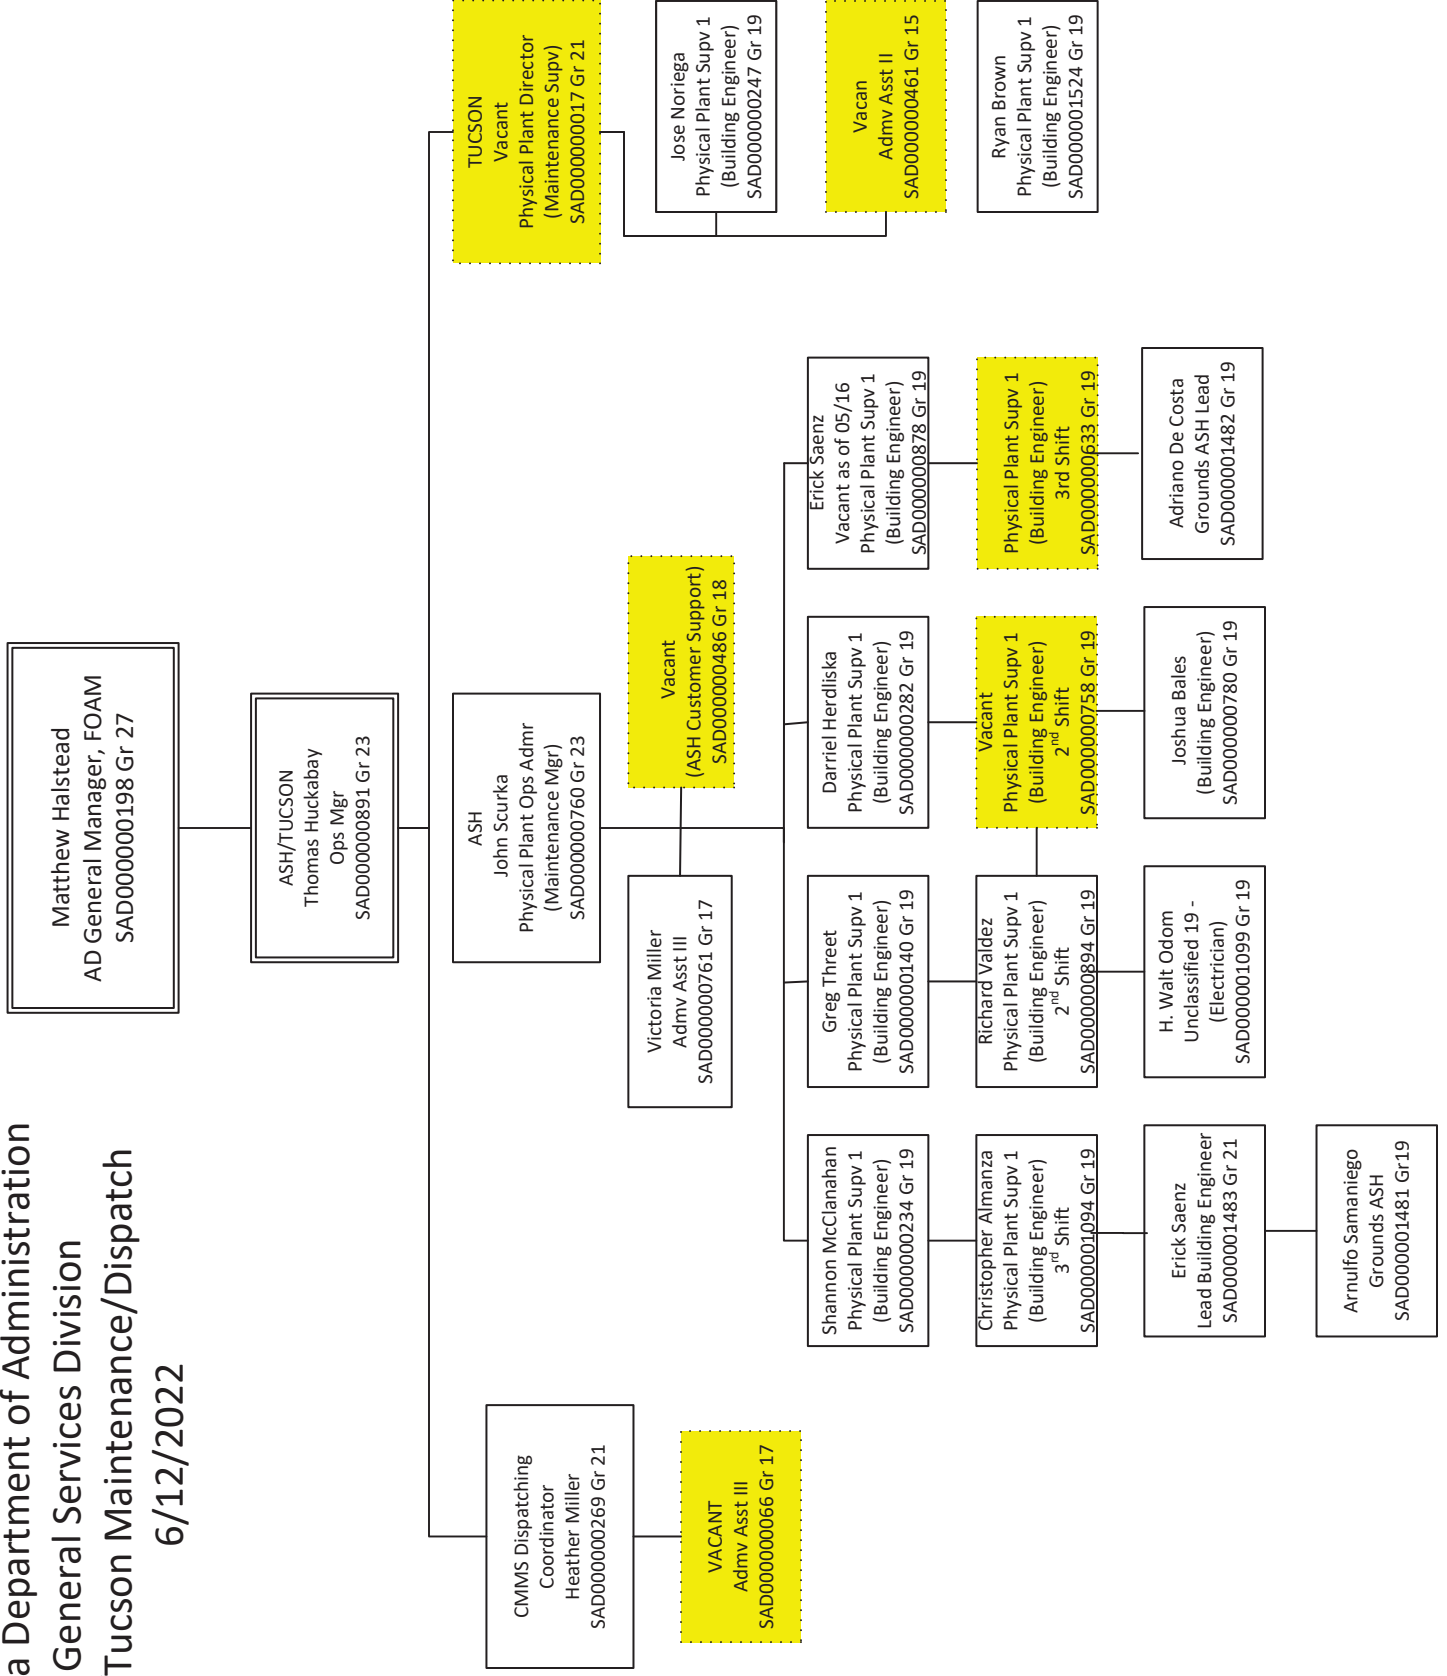 a Department of Administration
General Services Division
Tucson Maintenance/Dispatch
6/12/2022
Matthew Halstead
AD General Manager, FOAM
SAD000000198 Gr 27
ASH/TUCSON
Thomas Huckabay
Ops Mgr
SAD000000891 Gr 23
CMMS Dispatching
Coordinator
Heather Miller
SAD000000269 Gr 21
VACANT
Admv Asst III
SAD000000066 Gr 17
ASH
John Scurka
Physical Plant Ops Admr
(Maintenance Mgr)
SAD000000760 Gr 23
TUCSON
Vacant
Physical Plant Director
(Maintenance Supv)
SAD000000017 Gr 21
Victoria Miller
Admv Asst III
SAD000000761 Gr 17
Vacant
(ASH Customer Support)
SAD000000486 Gr 18
Jose Noriega
Physical Plant Supv 1
(Building Engineer)
SAD000000247 Gr 19
Vacan
Admv Asst II
SAD000000461 Gr 15
Ryan Brown
Physical Plant Supv 1
(Building Engineer)
SAD000001524 Gr 19
Shannon McClanahan
Physical Plant Supv 1
(Building Engineer)
SAD000000234 Gr 19
Greg Threet
Physical Plant Supv 1
(Building Engineer)
SAD000000140 Gr 19
Darriel Herdliska
Physical Plant Supv 1
(Building Engineer)
SAD000000282 Gr 19
Erick Saenz
Vacant as of 05/16
Physical Plant Supv 1
(Building Engineer)
SAD000000878 Gr 19
Christopher Almanza
Physical Plant Supv 1
(Building Engineer)
3rd Shift
SAD000001094 Gr 19
Richard Valdez
Physical Plant Supv 1
(Building Engineer)
2nd Shift
SAD000000894 Gr 19
Vacant
Physical Plant Supv 1
(Building Engineer)
2nd Shift
SAD000000758 Gr 19
Physical Plant Supv 1
(Building Engineer)
3rd Shift
SAD000000633 Gr 19
Erick Saenz
Lead Building Engineer
SAD000001483 Gr 21
H. Walt Odom
Unclassified 19 -
(Electrician)
SAD000001099 Gr 19
Joshua Bales
(Building Engineer)
SAD000000780 Gr 19
Adriano De Costa
Grounds ASH Lead
SAD000001482 Gr 19
Arnulfo Samaniego
Grounds ASH
SAD000001481 Gr19